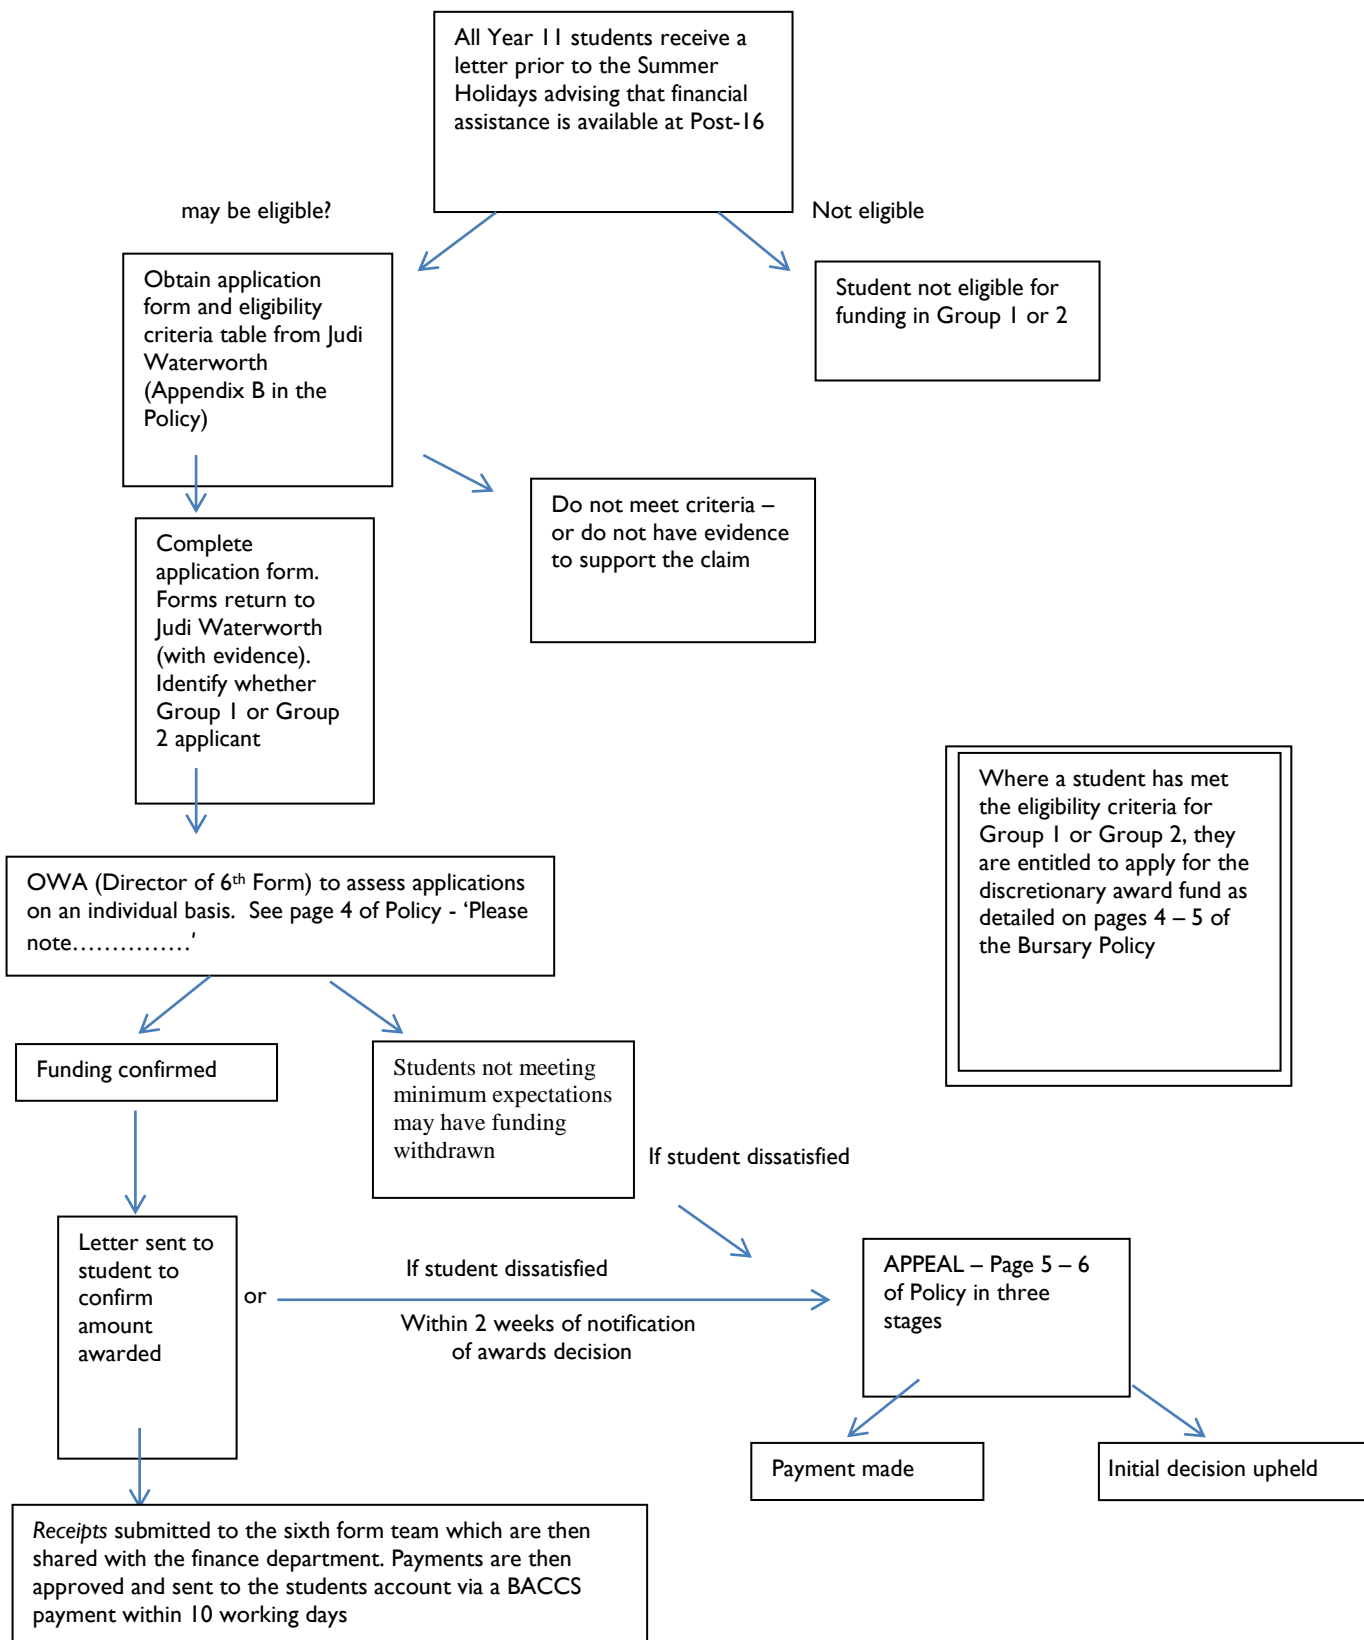 All Year 11 students receive a
letter prior to the Summer
Holidays advising that financial
assistance is available at Post-16
may be eligible?
Not eligible
Obtain application
form and eligibility
criteria table from Judi
Waterworth
(Appendix B in the
Policy)
Student not eligible for
funding in Group 1 or 2
Do not meet criteria –
or do not have evidence
to support the claim
Complete
application form.
Forms return to
Judi Waterworth
(with evidence).
Identify whether
Group 1 or Group
2 applicant
Where a student has met
the eligibility criteria for
Group 1 or Group 2, they
are entitled to apply for the
discretionary award fund as
detailed on pages 4 – 5 of
the Bursary Policy
OWA (Director of 6th Form) to assess applications
on an individual basis.  See page 4 of Policy - ‘Please
note……………’
Funding confirmed
Students not meeting
minimum expectations
may have funding
withdrawn
If student dissatisfied
Letter sent to
student to
confirm
amount
awarded
or
If student dissatisfied
Within 2 weeks of notification
of awards decision
APPEAL – Page 5 – 6
of Policy in three
stages
Payment made
Initial decision upheld
Receipts submitted to the sixth form team which are then
shared with the finance department. Payments are then
approved and sent to the students account via a BACCS
payment within 10 working days